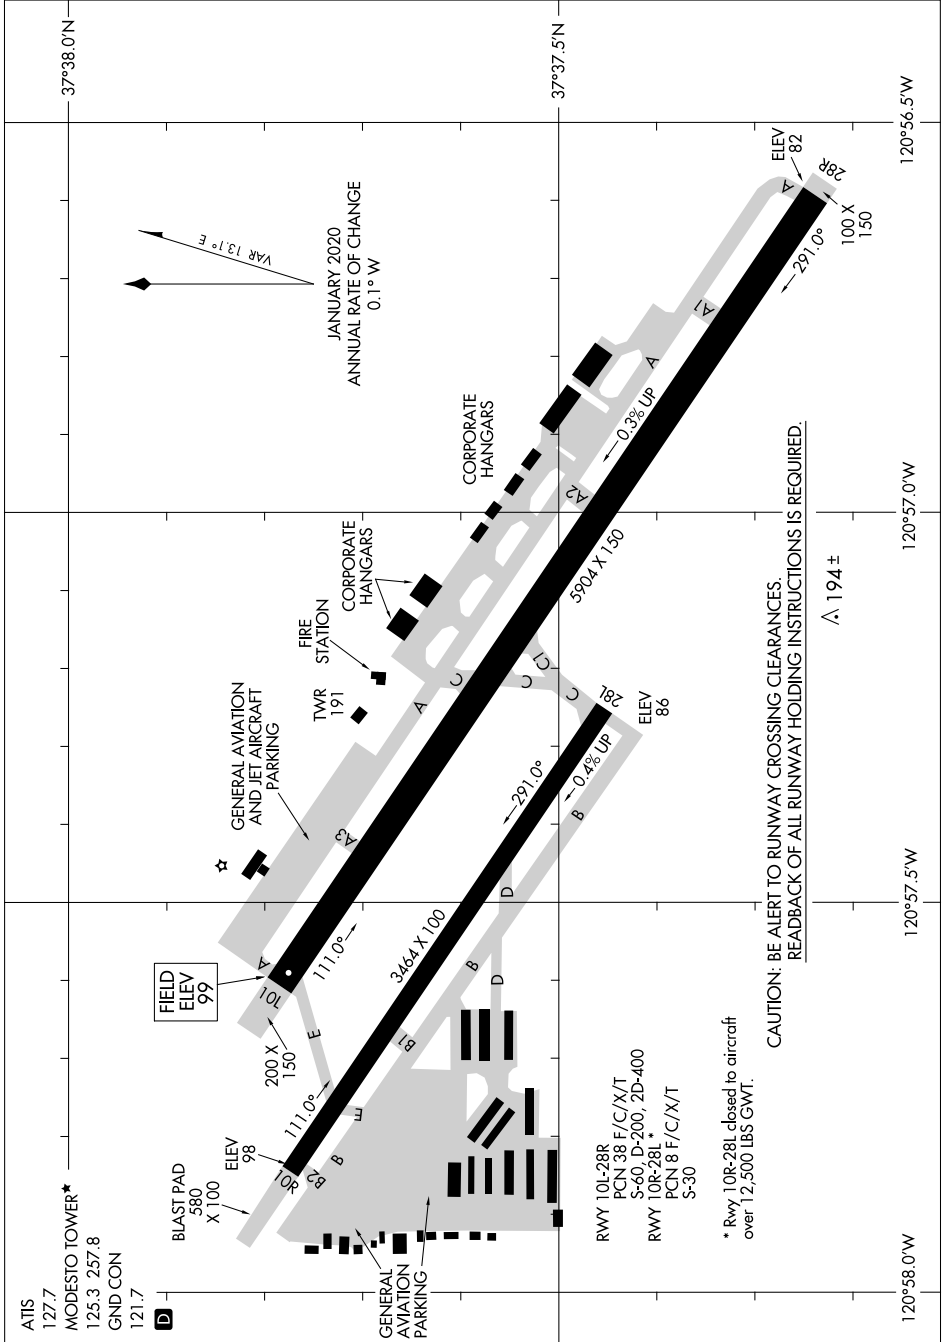 ATIS
127.7
MODESTO TOWER★
125.3 257.8
GND CON
121.7
D
37°38.0'N
37°37.5'N
120°56.5'W
120°57.0'W
120°57.5'W
120°58.0'W
VAR 13.1° E
JANUARY 2020
ANNUAL RATE OF CHANGE
0.1° W
FIELD
ELEV
99
GENERAL AVIATION
AND JET AIRCRAFT
PARKING
TWR
191
FIRE
STATION
CORPORATE
HANGARS
CORPORATE
HANGARS
ELEV
82
28R
100 X
150
291.0°
A
A1
A
0.3% UP
A2
5904 X 150
C
C
C1
C
A
A3
A
10L
111.0°
200 X
150
E
E
BLAST PAD
580
X 100
ELEV
98
10R
111.0°
B2
B
B1
3464 X 100
B
D
D
B
291.0°
0.4% UP
28L
ELEV
86
GENERAL
AVIATION
PARKING
RWY 10L-28R
PCN 38 F/C/X/T
S-60, D-200, 2D-400
RWY 10R-28L *
PCN 8 F/C/X/T
S-30
* Rwy 10R-28L closed to aircraft
over 12,500 LBS GWT.
194 ±
CAUTION: BE ALERT TO RUNWAY CROSSING CLEARANCES.
READBACK OF ALL RUNWAY HOLDING INSTRUCTIONS IS REQUIRED.